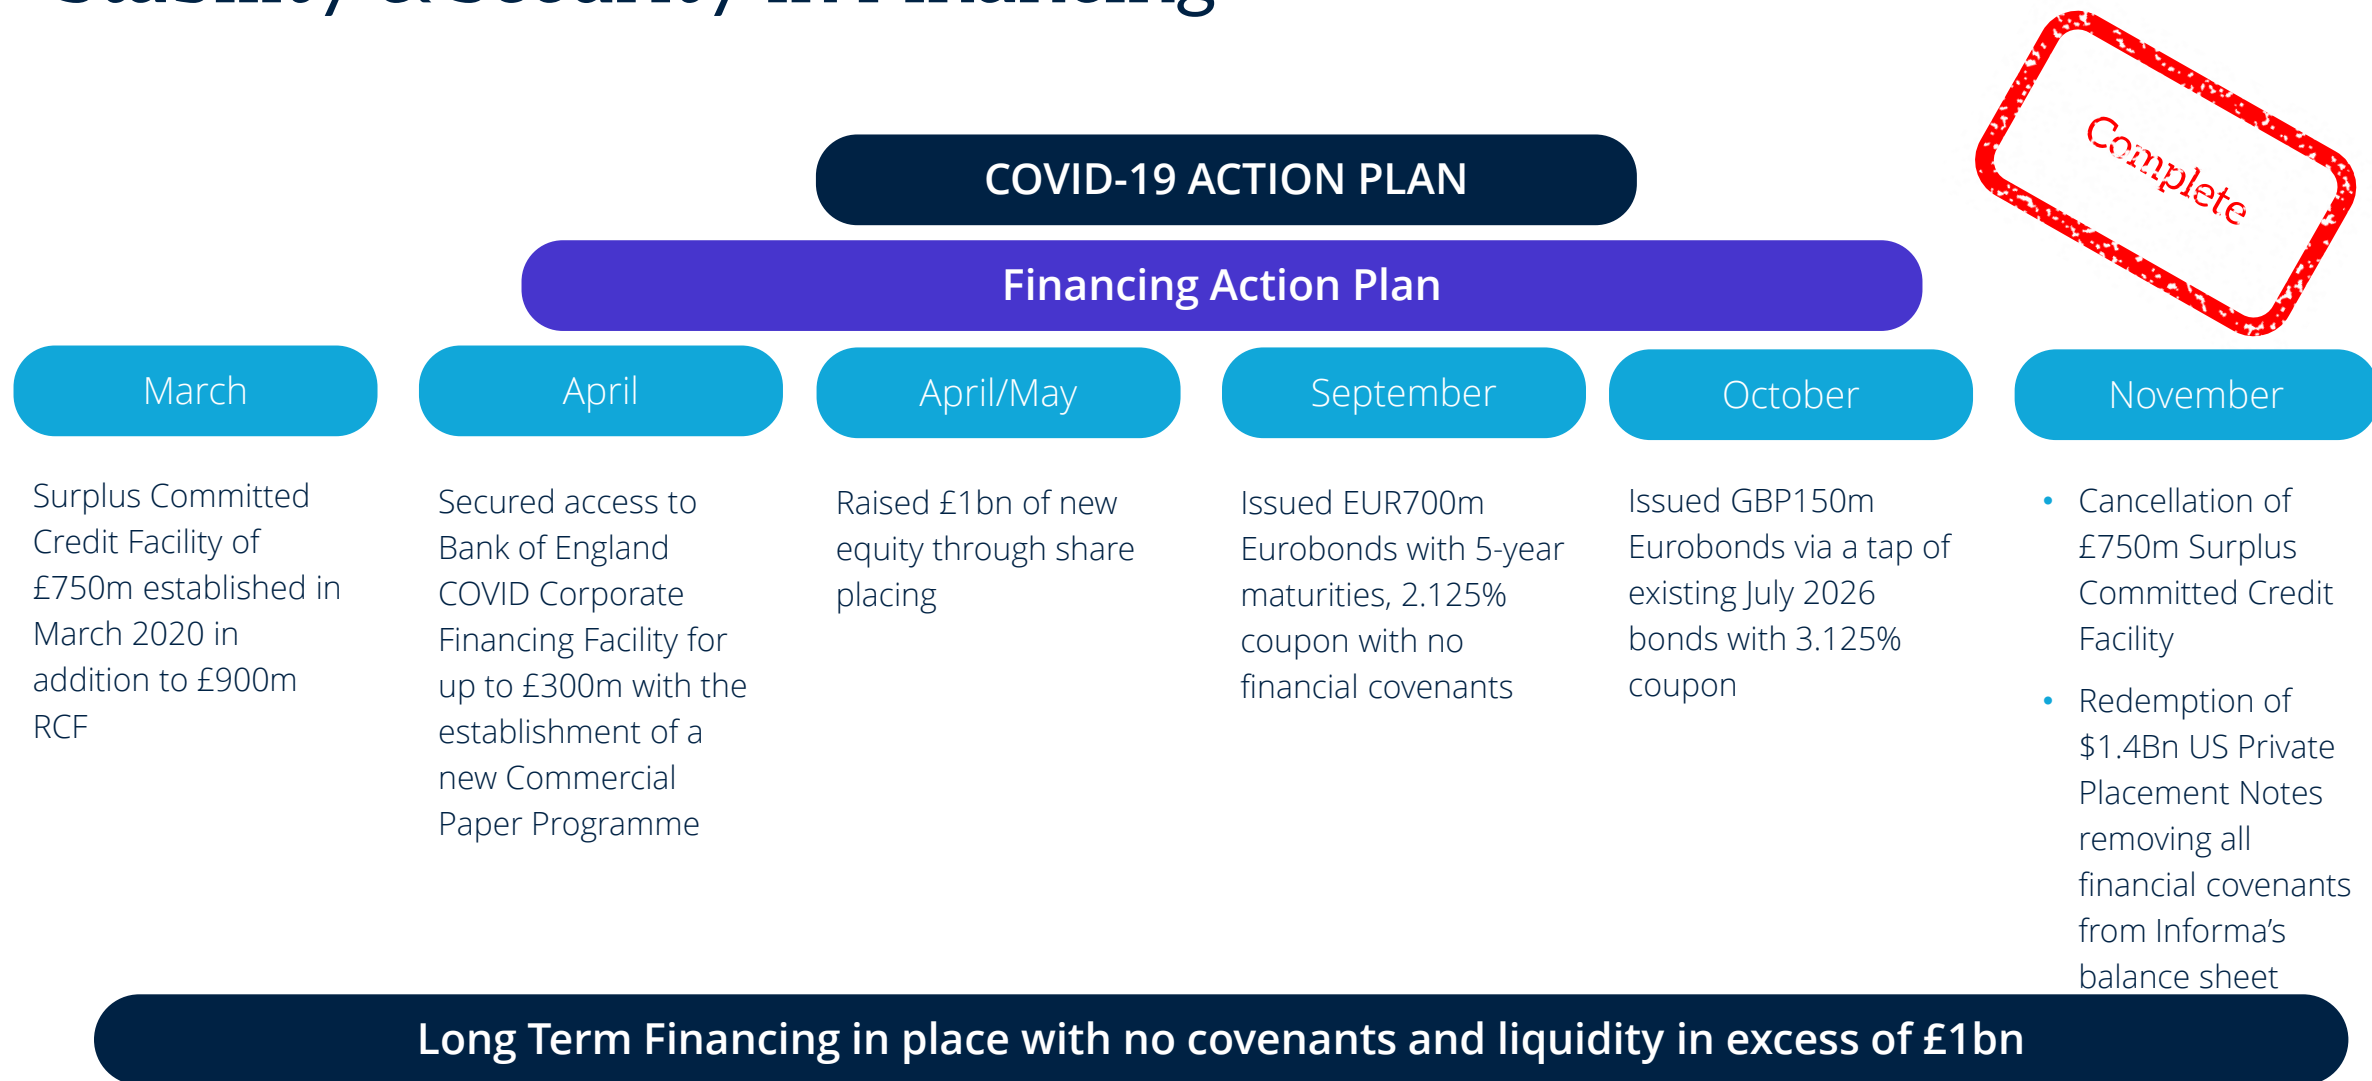 Stability & Security in Financing
Complete
COVID-19 ACTION PLAN
Financing Action Plan
March
Surplus Committed
Credit Facility of
£750m established in
March 2020 in
addition to £900m
RCF
April
Secured access to
Bank of England
COVID Corporate
Financing Facility for
up to £300m with the
establishment of a
new Commercial
Paper Programme
April/May
Raised £1bn of new
equity through share
placing
September
Issued EUR700m
Eurobonds with 5-year
maturities, 2.125%
coupon with no
financial covenants
October
Issued GBP150m
Eurobonds via a tap of
existing July 2026
bonds with 3.125%
coupon
November
• Cancellation of
£750m Surplus
Committed Credit
Facility
• Redemption of
$1.4Bn US Private
Placement Notes
removing all
financial covenants
from Informa’s
balance sheet
Long Term Financing in place with no covenants and liquidity in excess of £1bn